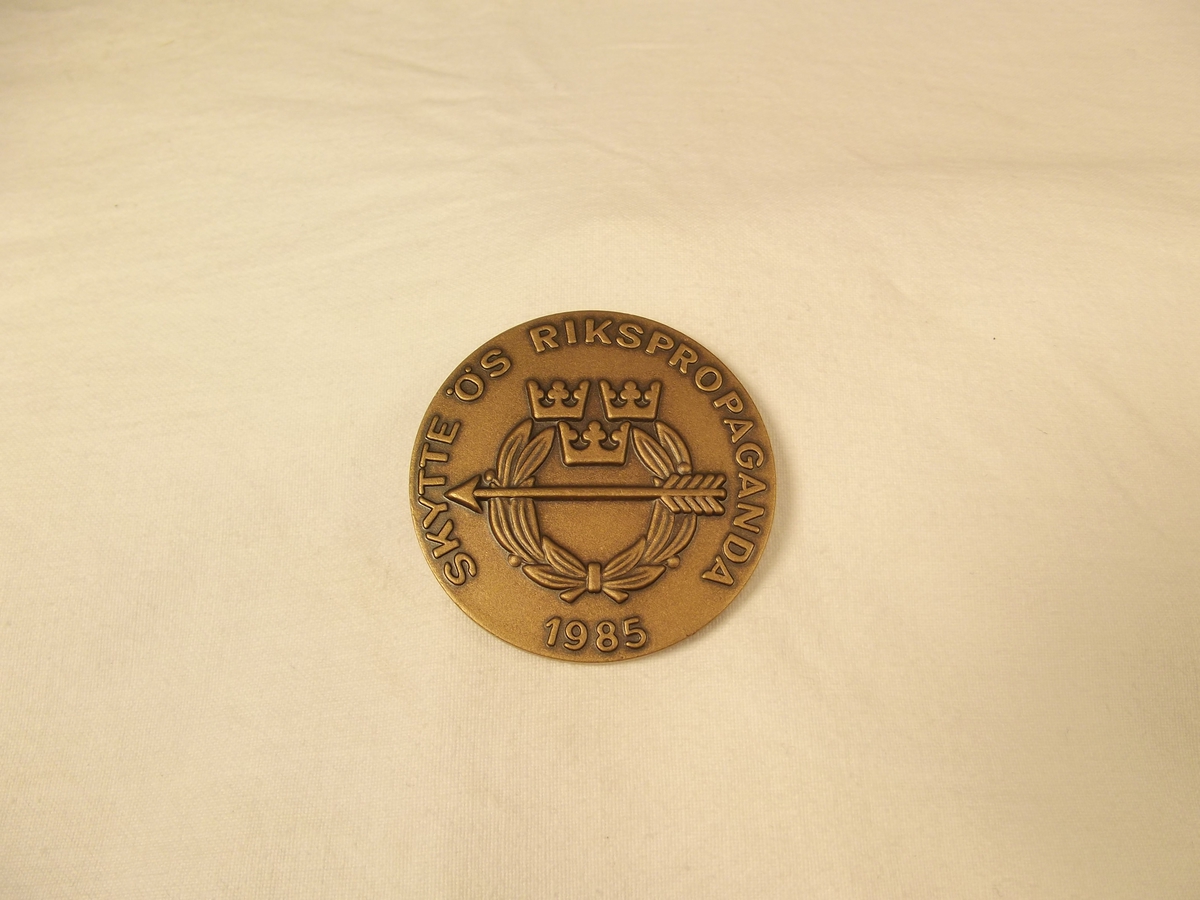 SKYTTE ÖS RIKSPROPAGANDA
1985